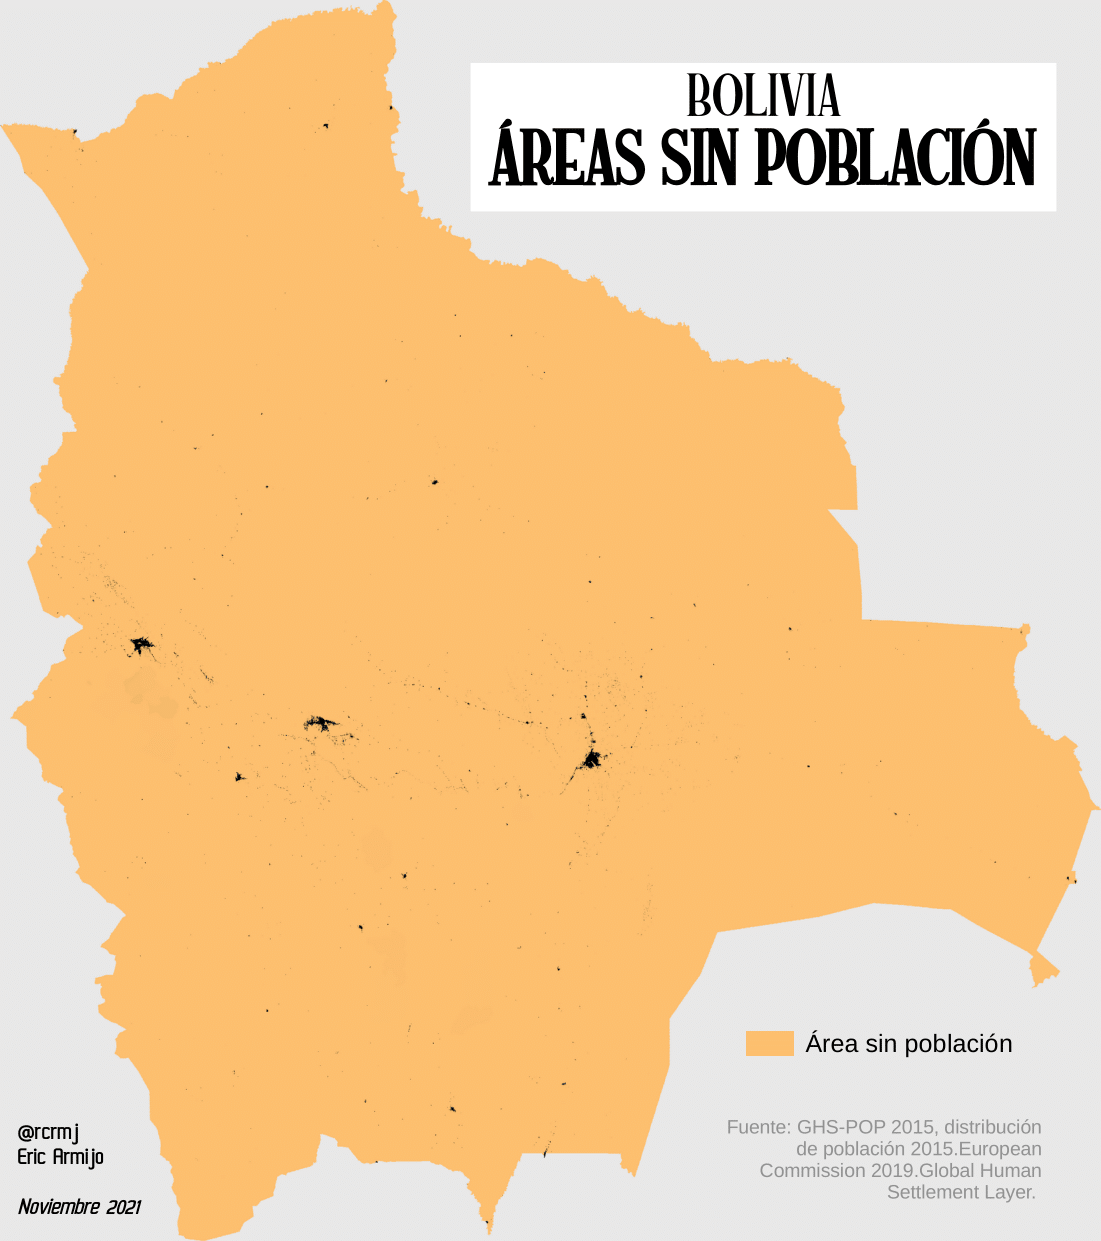 BOLIVIA
ÁREAS SIN POBLACIÓN
Área sin población
@rcrmj
Eric Armijo
Noviembre 2021
Fuente: GHS-POP 2015, distribución
de población 2015.European
Commission 2019.Global Human
Settlement Layer.